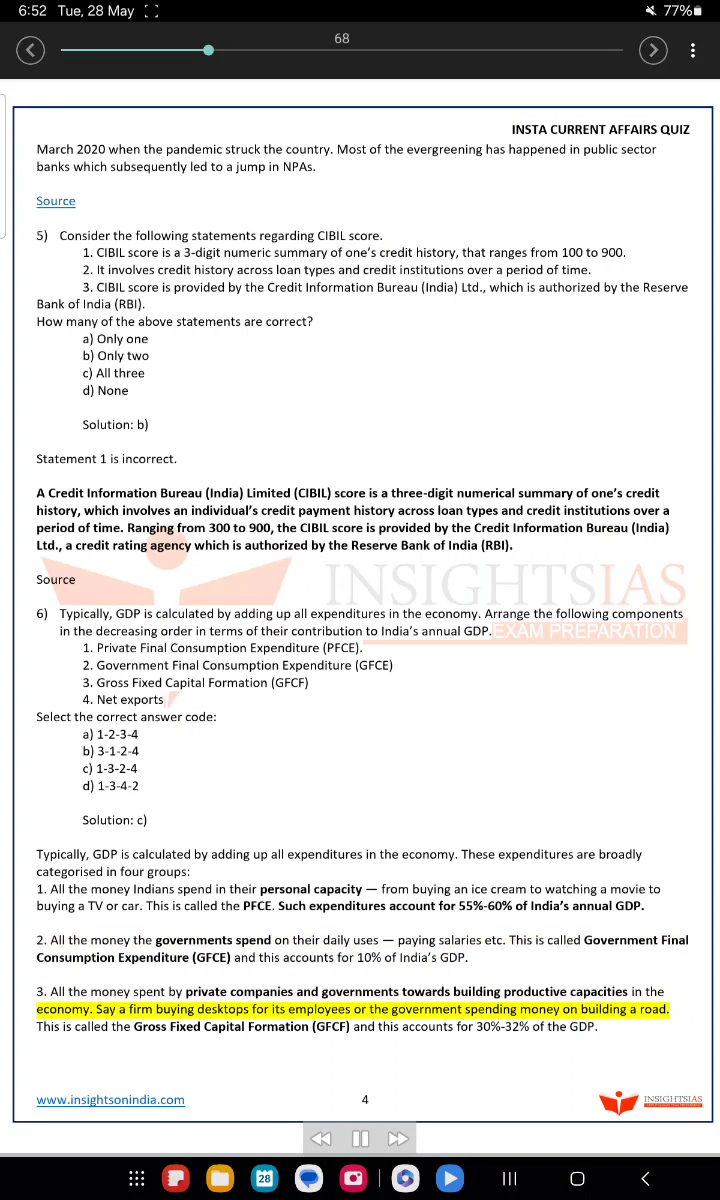 6:52 Tue, 28 May
77%
68
INSTA CURRENT AFFAIRS QUIZ
March 2020 when the pandemic struck the country. Most of the evergreening has happened in public sector
banks which subsequently led to a jump in NPAs.
Source
5) Consider the following statements regarding CIBIL score.
1. CIBIL score is a 3-digit numeric summary of one's credit history, that ranges from 100 to 900.
2. It involves credit history across loan types and credit institutions over a period of time.
3. CIBIL score is provided by the Credit Information Bureau (India) Ltd., which is authorized by the Reserve
Bank of India (RBI).
How many of the above statements are correct?
a) Only one
b) Only two
c) All three
d) None
Solution: b)
Statement 1 is incorrect.
A Credit Information Bureau (India) Limited (CIBIL) score is a three-digit numerical summary of one's credit
history, which involves an individual's credit payment history across loan types and credit institutions over a
period of time. Ranging from 300 to 900, the CIBIL score is provided by the Credit Information Bureau (India)
Ltd., a credit rating agency which is authorized by the Reserve Bank of India (RBI).
Source
INSIGHTSIAS
6) Typically, GDP is calculated by adding up all expenditures in the economy. Arrange the following components
in the decreasing order in terms of their contribution to India's annual GDP.
EXAM PREPARATION
1. Private Final Consumption Expenditure (PFCE).
2. Government Final Consumption Expenditure (GFCE)
3. Gross Fixed Capital Formation (GFCF)
4. Net exports
Select the correct answer code:
a) 1-2-3-4
b) 3-1-2-4
c) 1-3-2-4
d) 1-3-4-2
Solution: c)
Typically, GDP is calculated by adding up all expenditures in the economy. These expenditures are broadly
categorised in four groups:
1. All the money Indians spend in their personal capacity — from buying an ice cream to watching a movie to
buying a TV or car. This is called the PFCE. Such expenditures account for 55%-60% of India's annual GDP.
2. All the money the governments spend on their daily uses — paying salaries etc. This is called Government Final
Consumption Expenditure (GFCE) and this accounts for 10% of India's GDP.
3. All the money spent by private companies and governments towards building productive capacities in the
economy. Say a firm buying desktops for its employees or the government spending money on building a road.
This is called the Gross Fixed Capital Formation (GFCF) and this accounts for 30%-32% of the GDP.
www.insightsonindia.com
4
INSIGHTSIAS
28